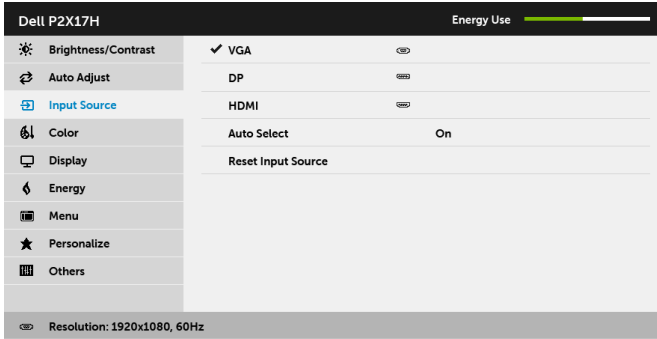 Dell P2X17H Energy Use
Brightness/Contrast VGA
Auto Adjust DP
Input Source HDMI
Color Auto Select On
Display Reset Input Source
Energy
Menu
Personalize
Others
Resolution: 1920x1080, 60Hz